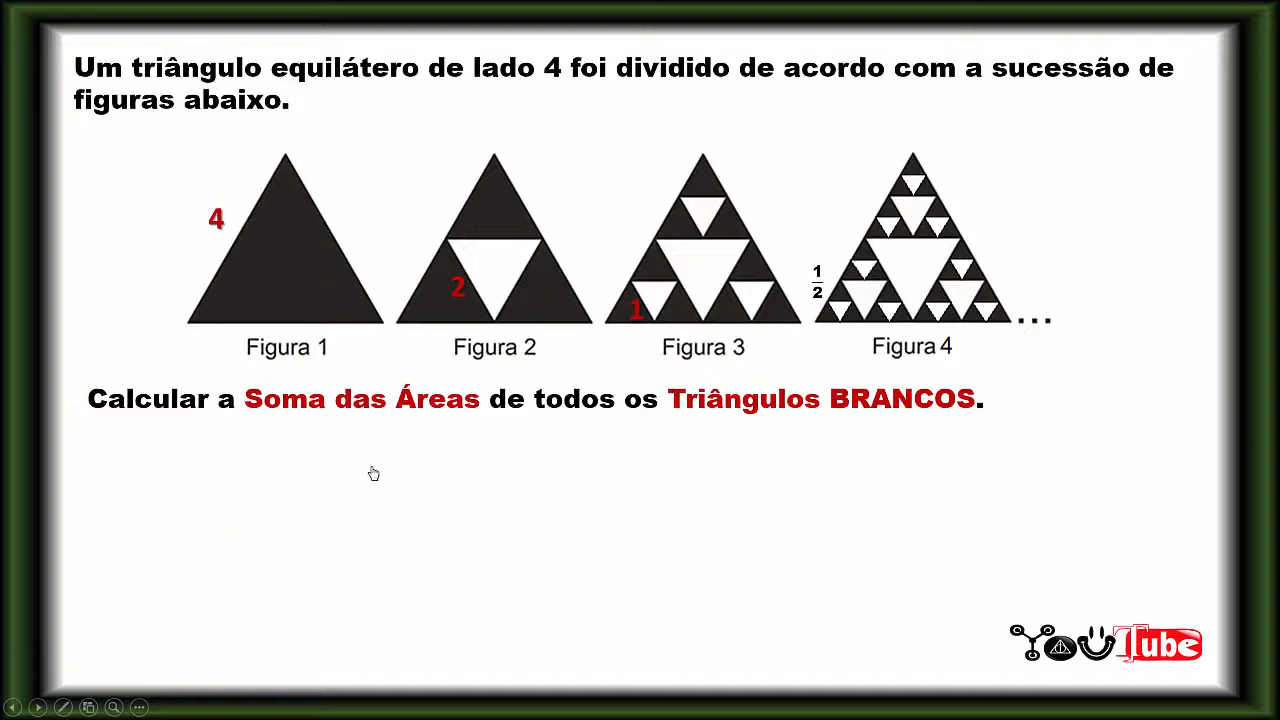 Um triângulo equilátero de lado 4 foi dividido de acordo com a sucessão de
figuras abaixo.
4
2
1
1
2
...
Figura 1
Figura 2
Figura 3
Figura 4
Calcular a Soma das Áreas de todos os Triângulos BRANCOS.
YouTube